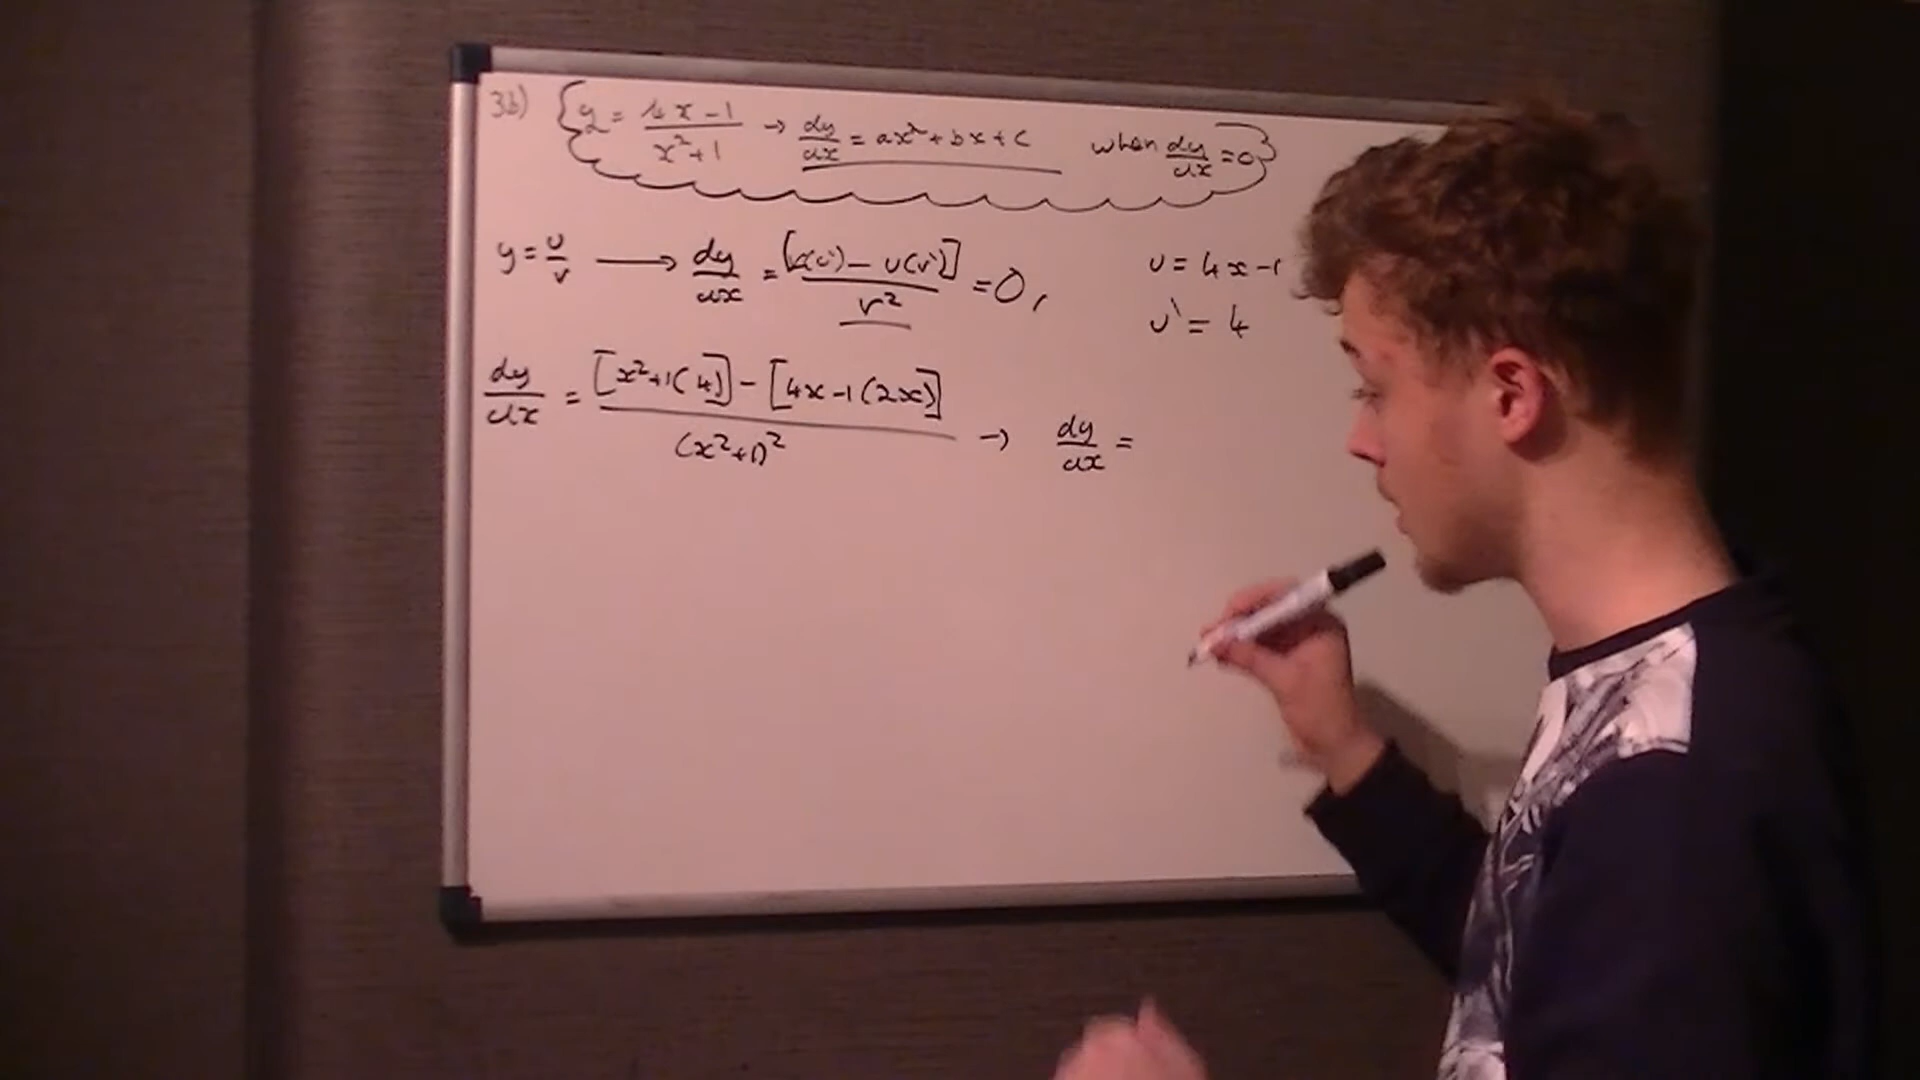 3b) y = 4x-1 / x²+1 → dy/dx = ax² + bx + c when dy/dx = 0
y = u/v → dy/dx = [v(u') - u(v')] / v² = 0, u = 4x-1
u' = 4
dy/dx = [x²+1(4)] - [4x-1(2x)] / (x²+1)² → dy/dx =